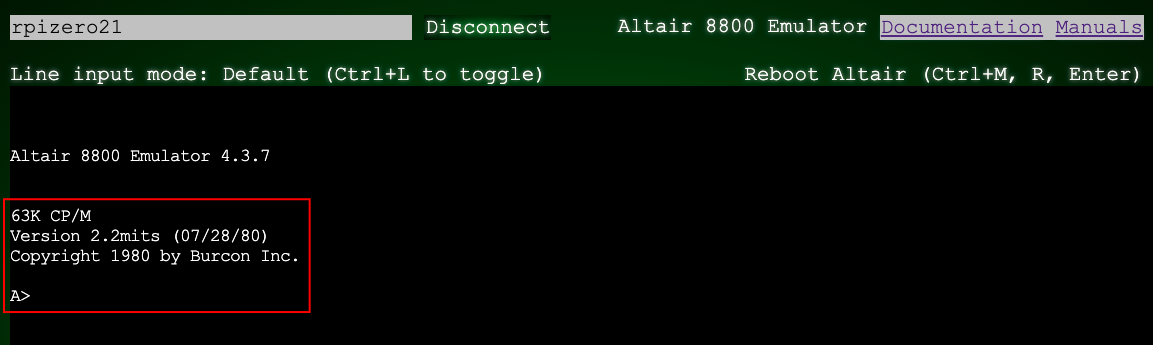 rpizero21 Disconnect Altair 8800 Emulator Documentation Manuals
Line input mode: Default (Ctrl+L to toggle) Reboot Altair (Ctrl+M, R, Enter)
Altair 8800 Emulator 4.3.7
63K CP/M
Version 2.2mits (07/28/80)
Copyright 1980 by Burcon Inc.
A>